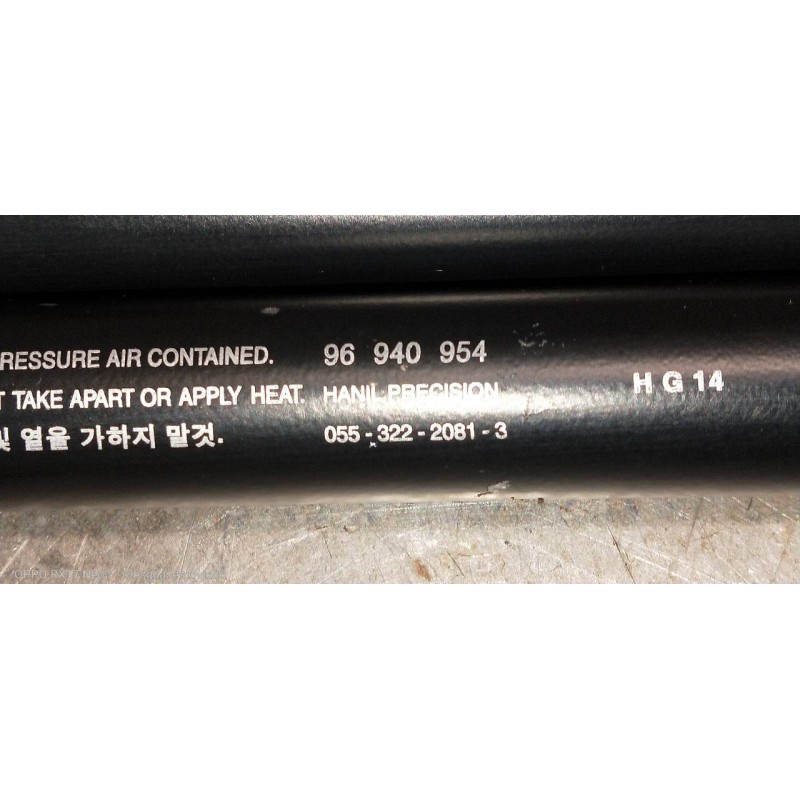 RESSURE AIR CONTAINED. 96 940 954
TAKE APART OR APPLY HEAT. HANIL PRECISION H G 14
및 열을 가하지 말것. 055-322-2081-3